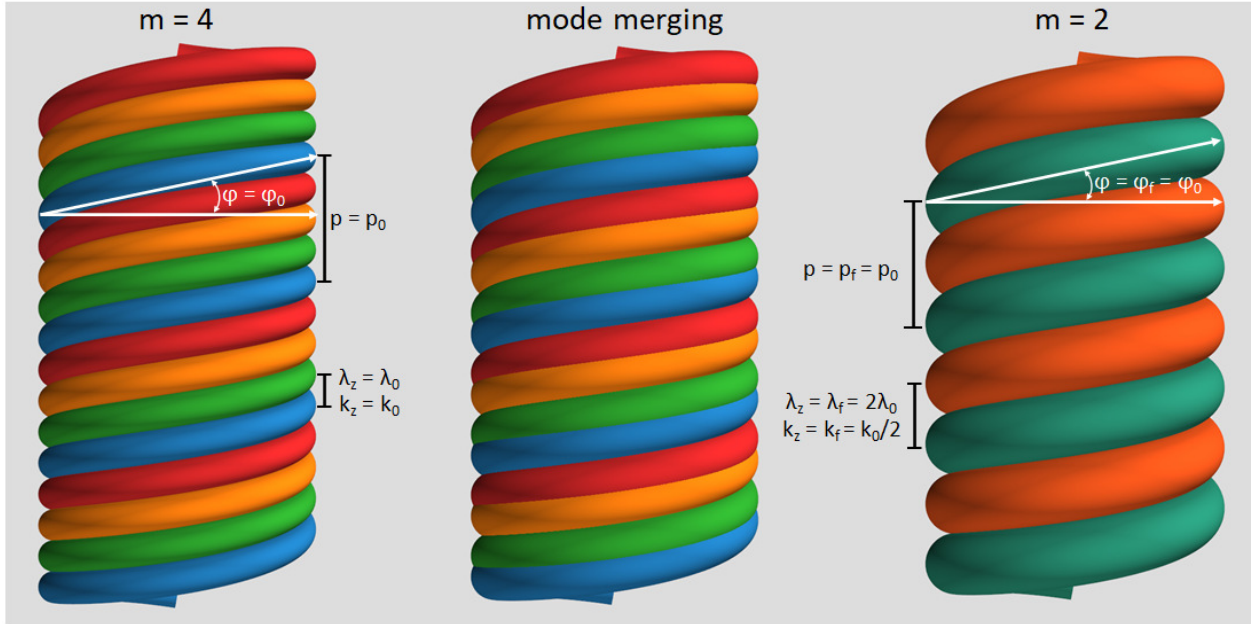 m = 4
mode merging
m = 2
φ = φ₀
p = p₀
λz = λ₀
kz = k₀
φ = φf = φ₀
p = pf = p₀
λz = λf = 2λ₀
kz = kf = k₀/2